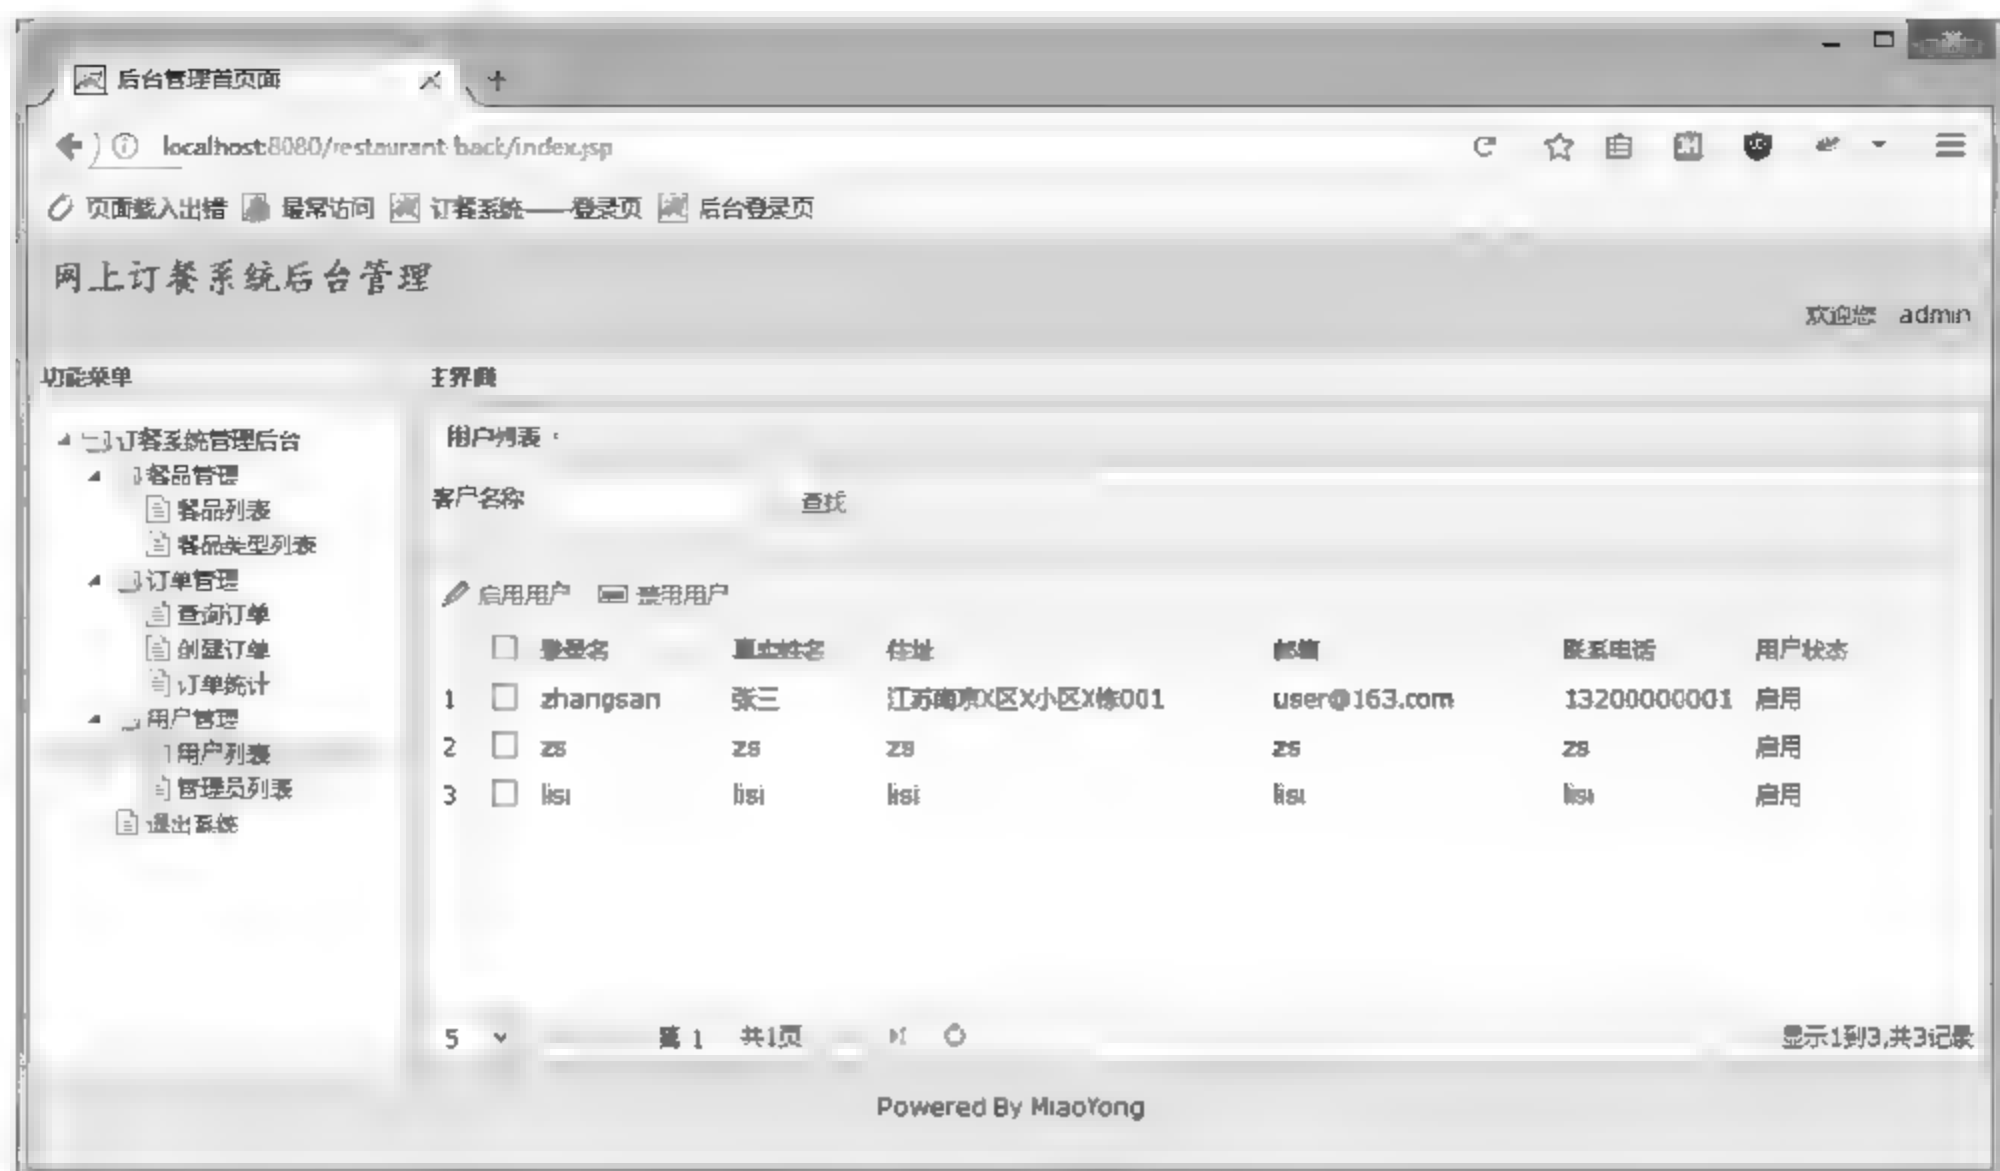 后台管理首页面
localhost:8080/restaurant-back/index.jsp
页面载入出错 最常访问 订餐系统——登录页 后台登录页
网上订餐系统后台管理
欢迎您 admin
功能菜单 主界面
订餐系统管理后台
餐品管理
餐品列表
餐品类型列表
订单管理
查询订单
创建订单
订单统计
用户管理
用户列表
管理员列表
退出系统
用户列表
客户名称 查找
启用用户 禁用用户
登录名 真实姓名 住址 邮箱 联系电话 用户状态
1 zhangsan 张三 江苏南京X区X小区X栋001 user@163.com 13200000001 启用
2 zs zs zs zs zs 启用
3 lisi lisi lisi lisi lisi 启用
5 第 1 共1页 显示1到3,共3记录
Powered By MiaoYong